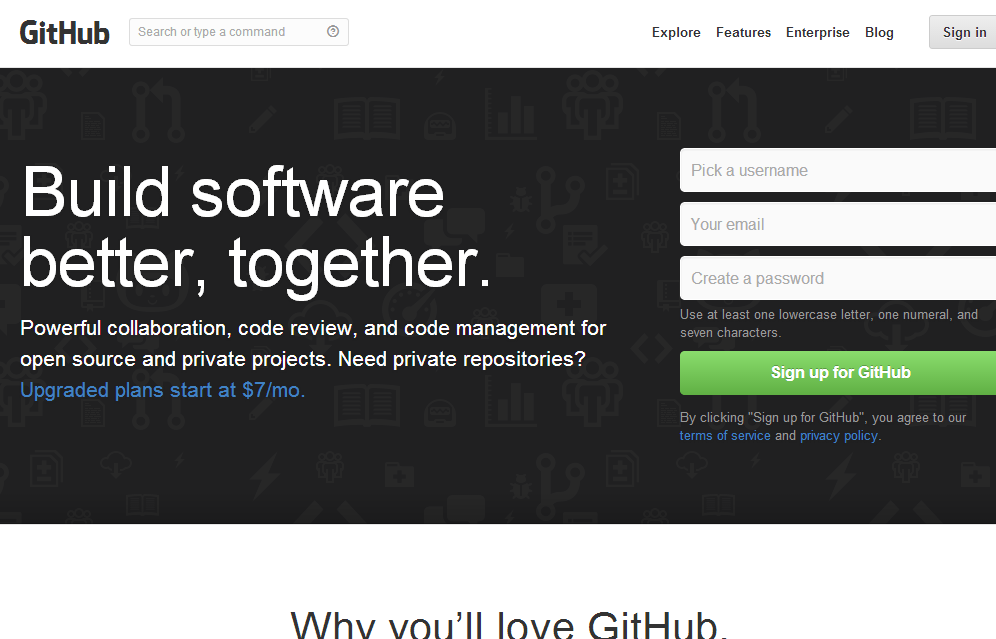 GitHub
Search or type a command
Explore Features Enterprise Blog
Sign in
Build software
better, together.
Powerful collaboration, code review, and code management for
open source and private projects. Need private repositories?
Upgraded plans start at $7/mo.
Pick a username
Your email
Create a password
Use at least one lowercase letter, one numeral, and
seven characters.
Sign up for GitHub
By clicking "Sign up for GitHub", you agree to our
terms of service and privacy policy.
Why you’ll love GitHub.